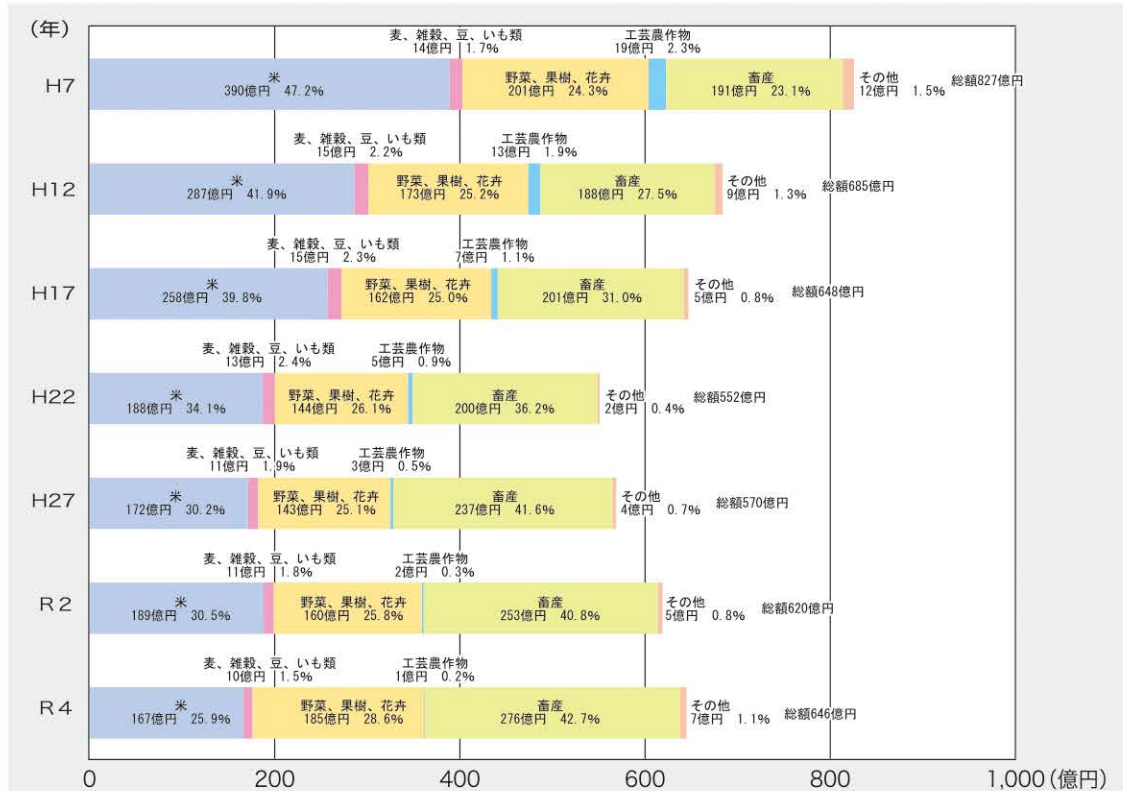 (年)
麦、雑穀、豆、いも類
14億円 1.7%
工芸農作物
19億円 2.3%
H7
米
390億円 47.2%
野菜、果樹、花卉
201億円 24.3%
畜産
191億円 23.1%
その他
12億円 1.5%
総額827億円
麦、雑穀、豆、いも類
15億円 2.2%
工芸農作物
13億円 1.9%
H12
米
287億円 41.9%
野菜、果樹、花卉
173億円 25.2%
畜産
188億円 27.5%
その他
9億円 1.3%
総額685億円
麦、雑穀、豆、いも類
15億円 2.3%
工芸農作物
7億円 1.1%
H17
米
258億円 39.8%
野菜、果樹、花卉
162億円 25.0%
畜産
201億円 31.0%
その他
5億円 0.8%
総額648億円
麦、雑穀、豆、いも類
13億円 2.4%
工芸農作物
5億円 0.9%
H22
米
188億円 34.1%
野菜、果樹、花卉
144億円 26.1%
畜産
200億円 36.2%
その他
2億円 0.4%
総額552億円
麦、雑穀、豆、いも類
11億円 1.9%
工芸農作物
3億円 0.5%
H27
米
172億円 30.2%
野菜、果樹、花卉
143億円 25.1%
畜産
237億円 41.6%
その他
4億円 0.7%
総額570億円
麦、雑穀、豆、いも類
11億円 1.8%
工芸農作物
2億円 0.3%
R2
米
189億円 30.5%
野菜、果樹、花卉
160億円 25.8%
畜産
253億円 40.8%
その他
5億円 0.8%
総額620億円
麦、雑穀、豆、いも類
10億円 1.5%
工芸農作物
1億円 0.2%
R4
米
167億円 25.9%
野菜、果樹、花卉
185億円 28.6%
畜産
276億円 42.7%
その他
7億円 1.1%
総額646億円
0 200 400 600 800 1,000(億円)